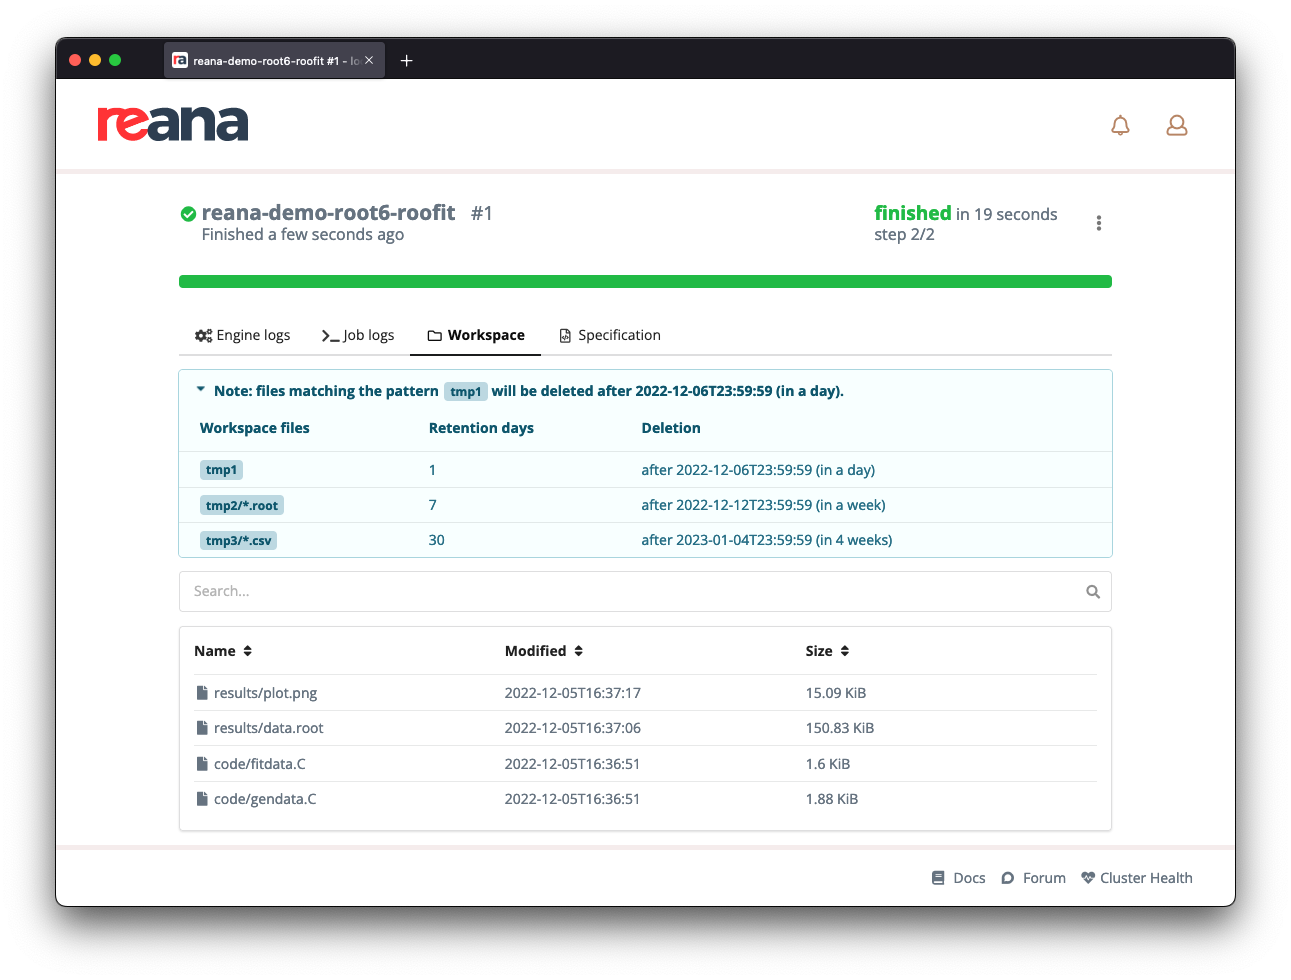 reana-demo-root6-roofit #1 - lo
reana
reana-demo-root6-roofit #1
Finished a few seconds ago
finished in 19 seconds
step 2/2
Engine logs Job logs Workspace Specification
Note: files matching the pattern tmp1 will be deleted after 2022-12-06T23:59:59 (in a day).
Workspace files Retention days Deletion
tmp1 1 after 2022-12-06T23:59:59 (in a day)
tmp2/*.root 7 after 2022-12-12T23:59:59 (in a week)
tmp3/*.csv 30 after 2023-01-04T23:59:59 (in 4 weeks)
Search...
Name Modified Size
results/plot.png 2022-12-05T16:37:17 15.09 KiB
results/data.root 2022-12-05T16:37:06 150.83 KiB
code/fitdata.C 2022-12-05T16:36:51 1.6 KiB
code/gendata.C 2022-12-05T16:36:51 1.88 KiB
Docs Forum Cluster Health